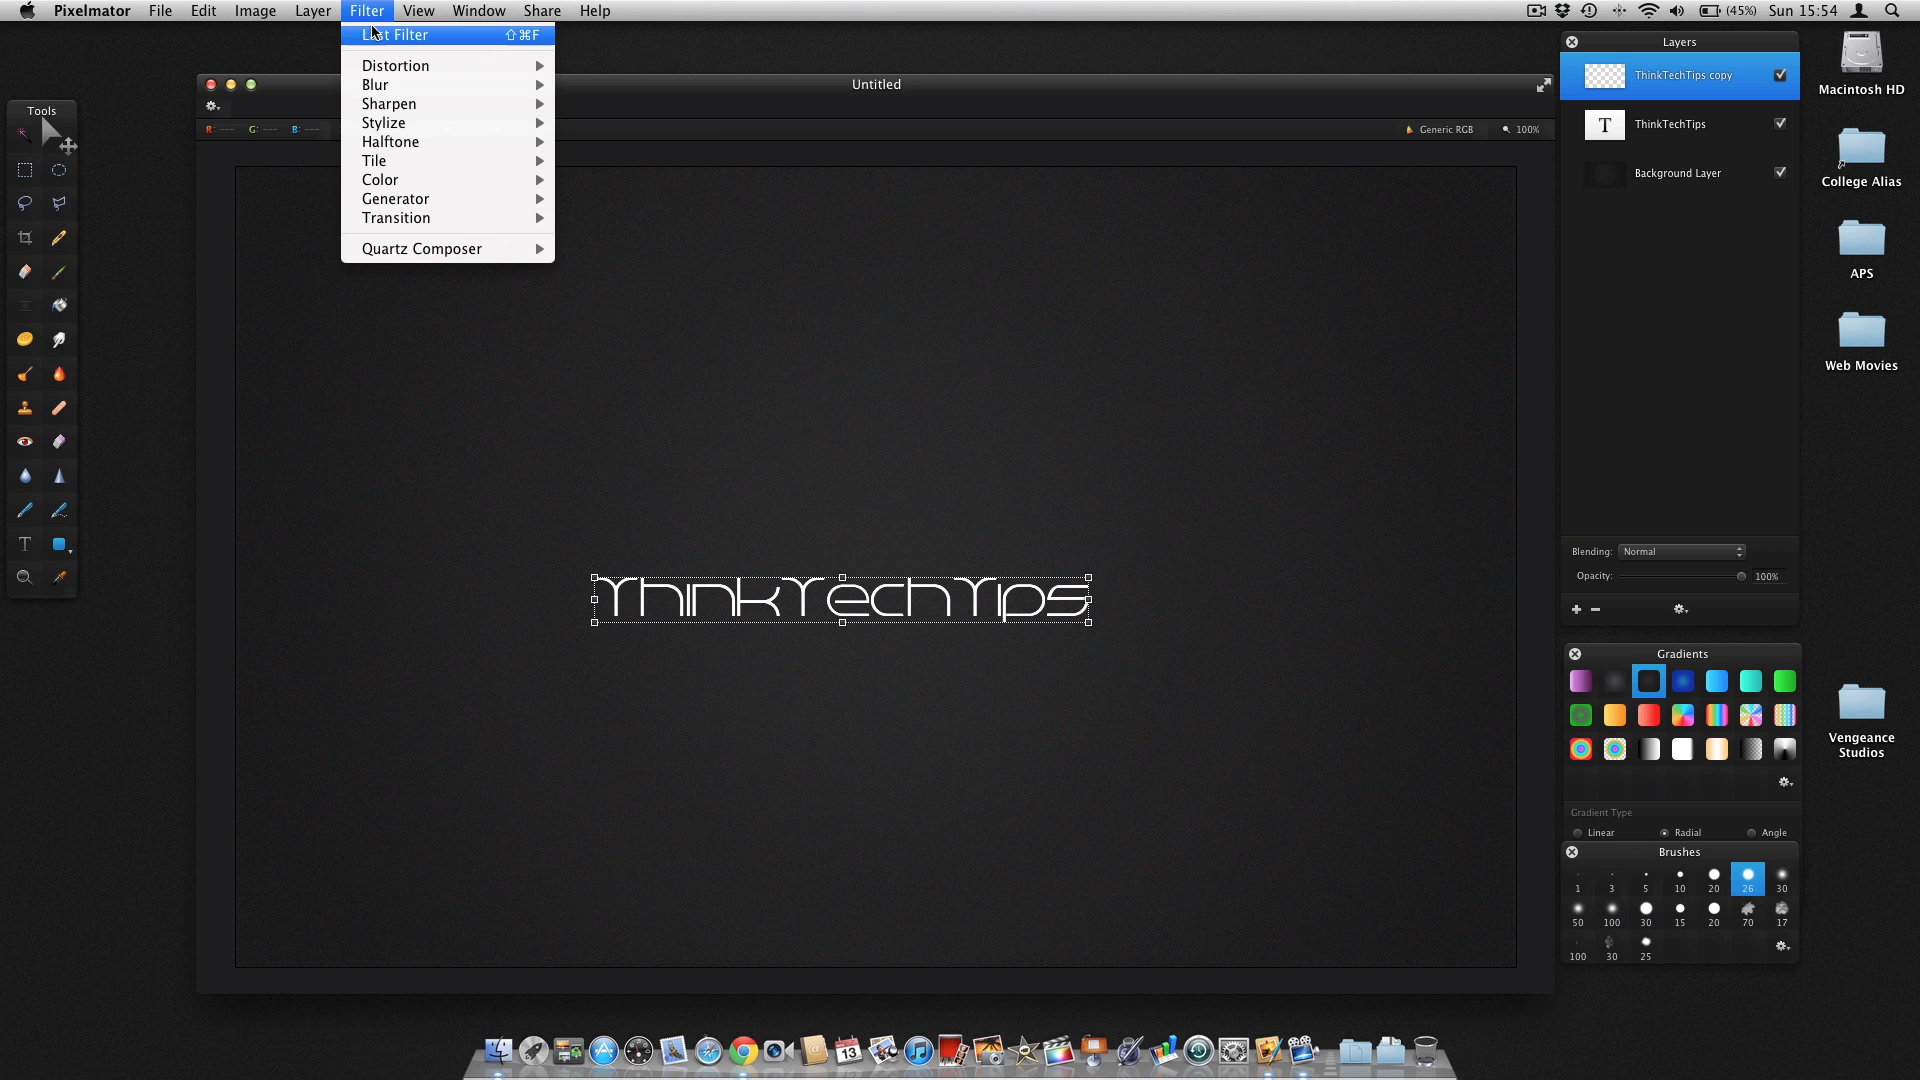 Pixelmator File Edit Image Layer Filter View Window Share Help (45%) Sun 15:54
Last Filter ⇧⌘F
Distortion
Blur
Sharpen
Stylize
Halftone
Tile
Color
Generator
Transition
Quartz Composer
Tools
Untitled
R: --- G: --- B: ---
Generic RGB 100%
ThinkTechTips
Layers
ThinkTechTips copy
T ThinkTechTips
Background Layer
Blending: Normal
Opacity: 100%
Gradients
Gradient Type
Linear Radial Angle
Brushes
1 3 5 10 20 26 30
50 100 30 15 20 70 17
100 30 25
Macintosh HD
College Alias
APS
Web Movies
Vengeance
Studios
13